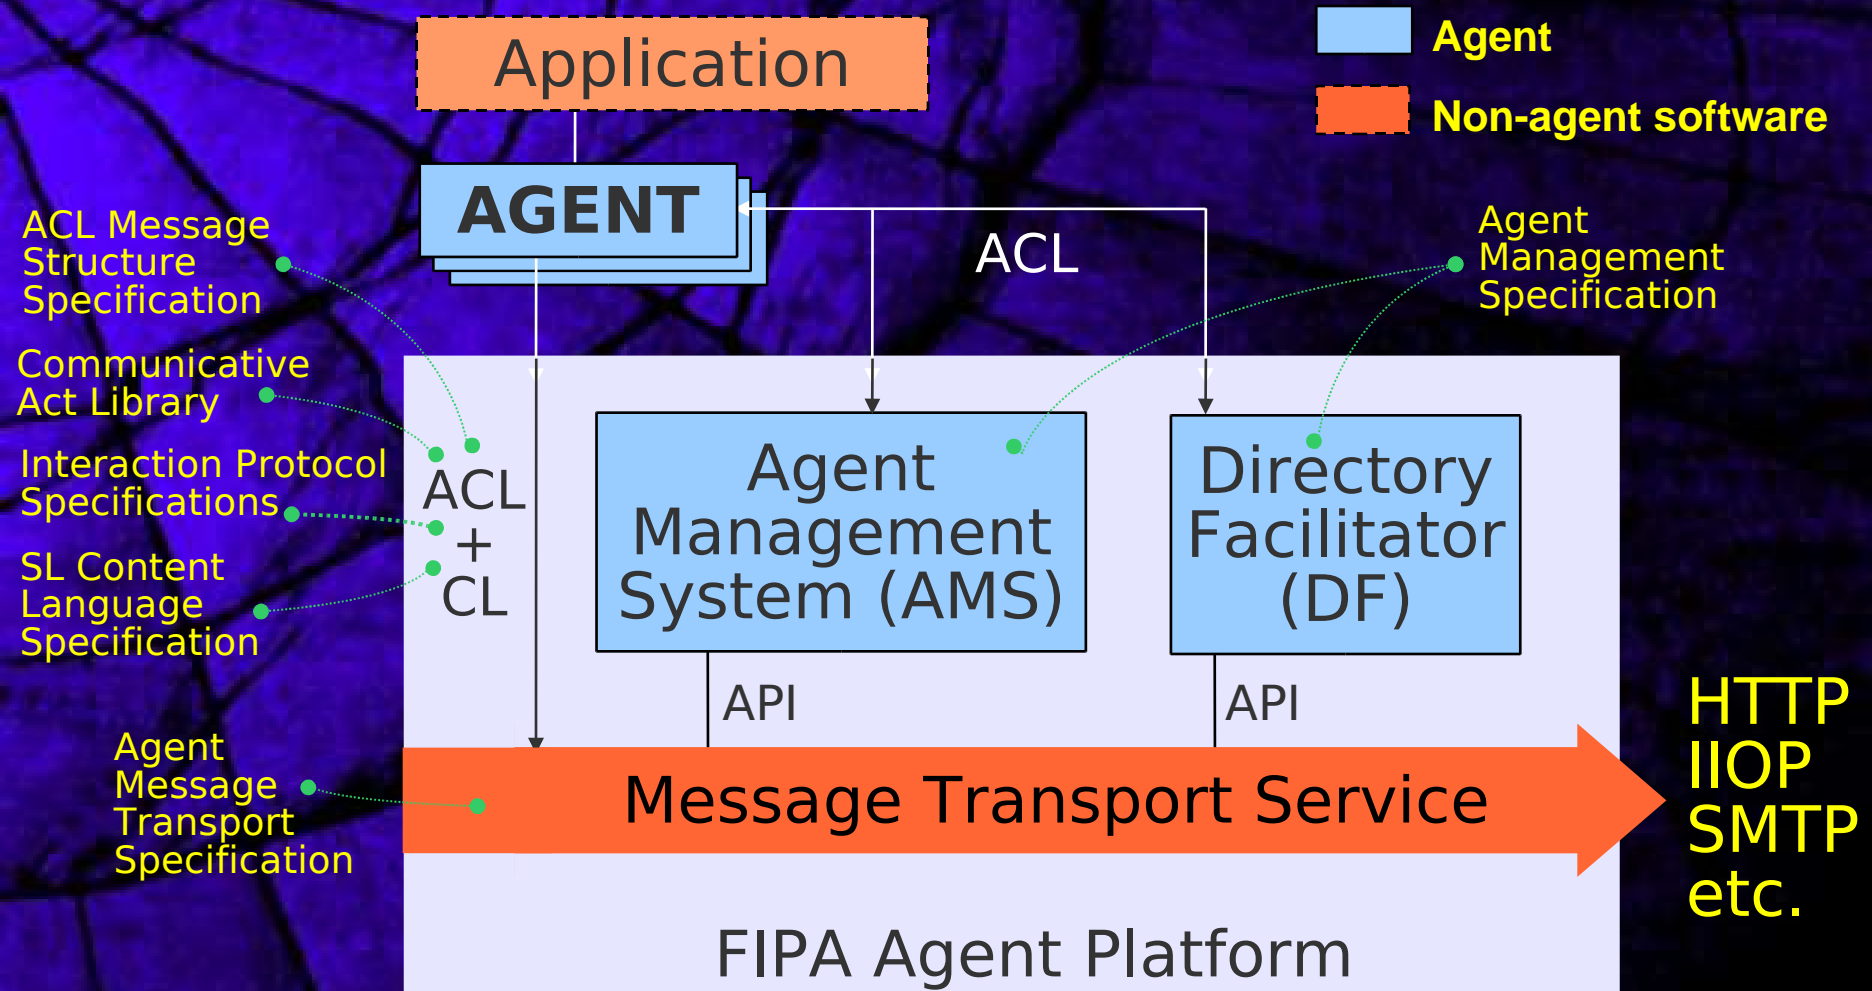 Application
Agent
Non-agent software
AGENT
ACL
ACL Message
Structure
Specification
Agent
Management
Specification
Communicative
Act Library
Interaction Protocol
Specifications
SL Content
Language
Specification
ACL
+
CL
Agent
Management
System (AMS)
Directory
Facilitator
(DF)
API
API
Agent
Message
Transport
Specification
Message Transport Service
HTTP
IIOP
SMTP
etc.
FIPA Agent Platform